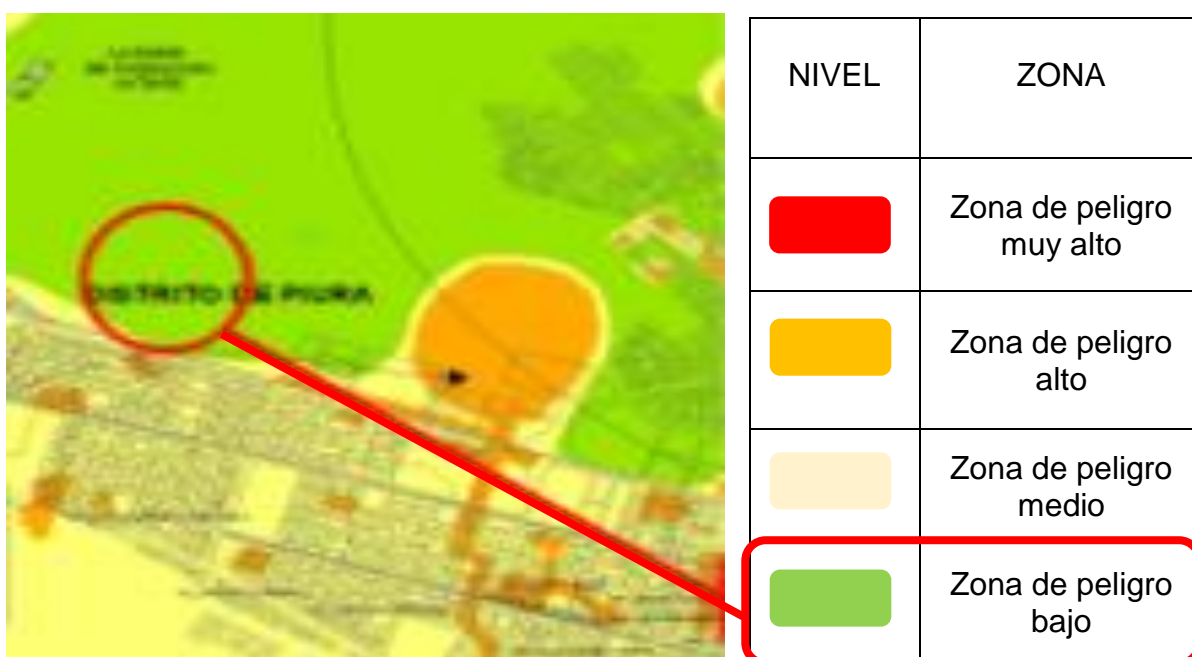 DISTRITO DE PIURA
NIVEL
ZONA
Zona de peligro
muy alto
Zona de peligro
alto
Zona de peligro
medio
Zona de peligro
bajo